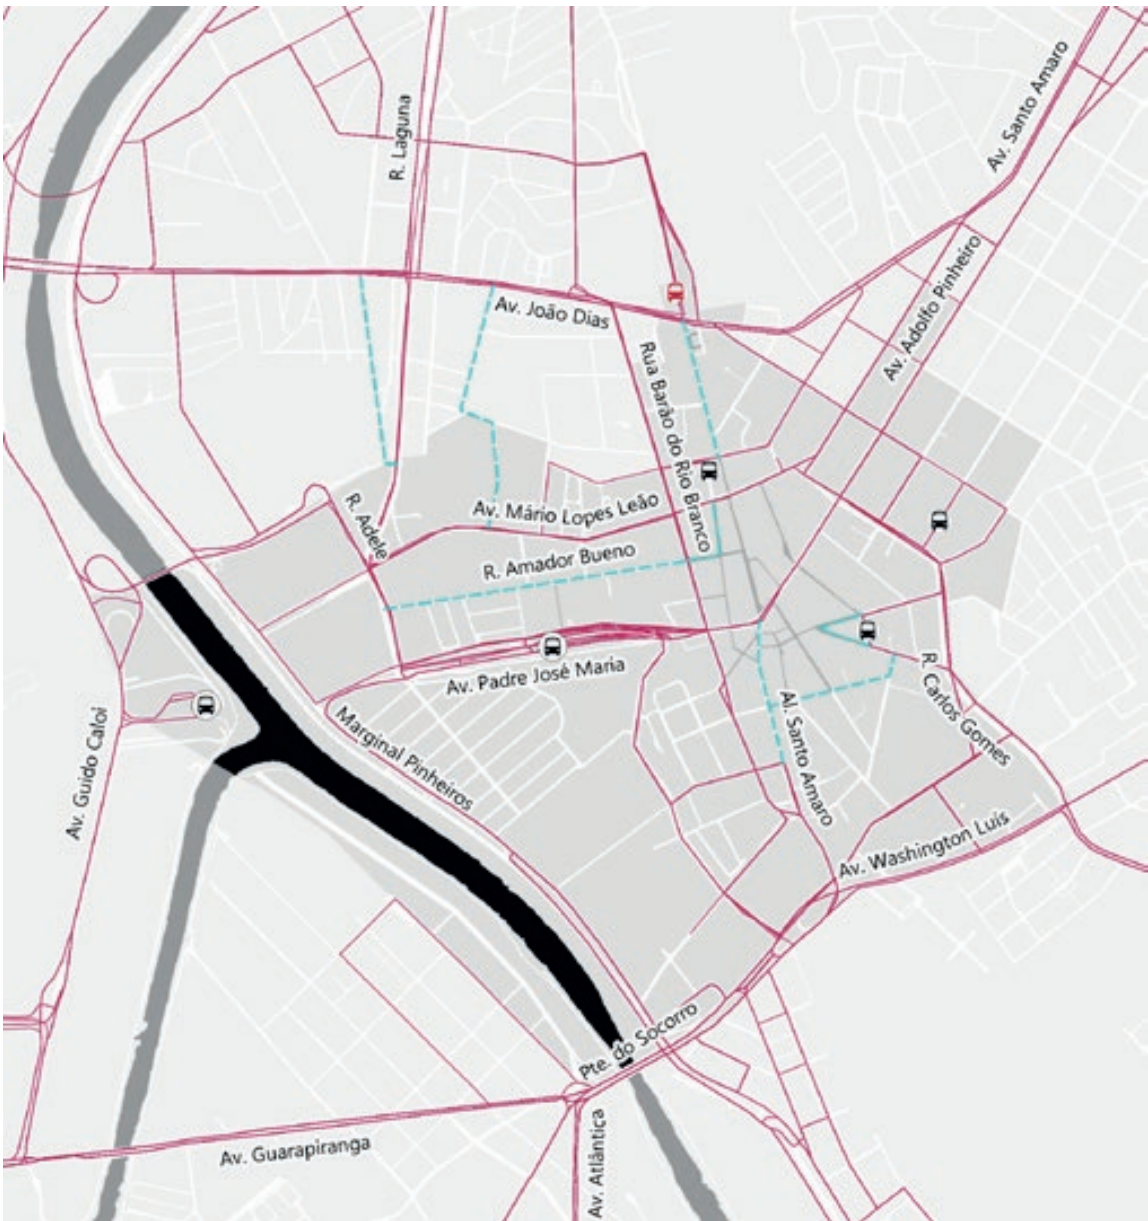 Av. Santo Amaro
R. Laguna
Av. Adolfo Pinheiro
Av. João Dias
Rua Barão do Rio Branco
Av. Mário Lopes Leão
R. Adele
R. Amador Bueno
Av. Padre José Maria
R. Carlos Gomes
Al. Santo Amaro
Marginal Pinheiros
Av. Guido Caloi
Av. Washington Luis
Pte. do Socorro
Av. Guarapiranga
Av. Atlântica